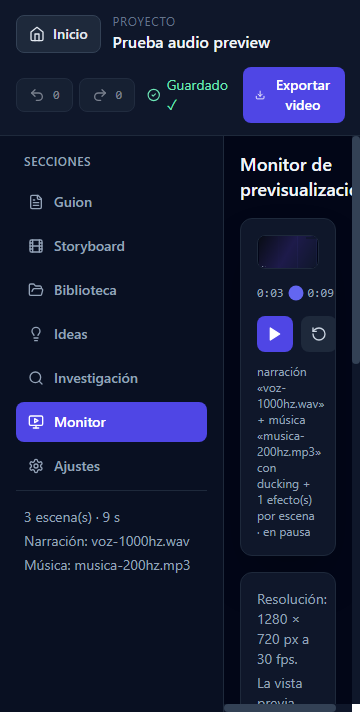 Inicio
PROYECTO
Prueba audio preview
0
0
Guardado
✓
Exportar
video
SECCIONES
Guion
Storyboard
Biblioteca
Ideas
Investigación
Monitor
Ajustes
3 escena(s) · 9 s
Narración: voz-1000hz.wav
Música: musica-200hz.mp3
Monitor de
previsualizació
0:03
0:09
narración
«voz-
1000hz.wav»
+ música
«musica-
200hz.mp3»
con
ducking +
1 efecto(s)
por escena
· en pausa
Resolución:
1280 ×
720 px a
30 fps.
La vista
previa